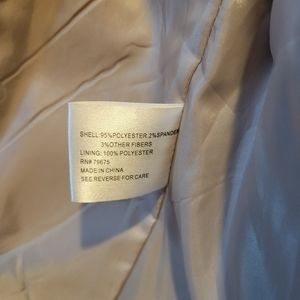 SHELL:95%POLYESTER.2%SPANDEX
3%OTHER FIBERS
LINING: 100% POLYESTER
RN# 79675
MADE IN CHINA
SEE REVERSE FOR CARE